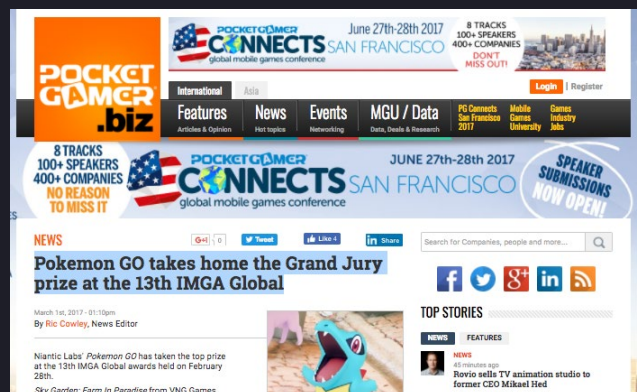 POCKET GAMER CONNECTS
global mobile games conference
June 27th-28th 2017
SAN FRANCISCO
8 TRACKS
100+ SPEAKERS
400+ COMPANIES
DON'T
MISS OUT!
POCKET
GAMER
.biz
International
Asia
Login | Register
Features
Articles & Opinion
News
Hot topics
Events
Networking
MGU / Data
Data, Deals & Research
PG Connects
San Francisco
2017
Mobile
Games
University
Games
Industry
Jobs
8 TRACKS
100+ SPEAKERS
400+ COMPANIES
NO REASON
TO MISS IT
POCKET GAMER
CONNECTS
global mobile games conference
JUNE 27th-28th 2017
SAN FRANCISCO
SPEAKER
SUBMISSIONS
NOW OPEN!
NEWS
G+1 0
Tweet
Like 4
in Share
Search for Companies, people and more...
Pokemon GO takes home the Grand Jury
prize at the 13th IMGA Global
March 1st, 2017 - 01:10pm
By Ric Cowley, News Editor
Niantic Labs' Pokemon GO has taken the top prize
at the 13th IMGA Global awards held on February
28th.
Sky Garden: Farm In Paradise from VNG Games
TOP STORIES
NEWS
FEATURES
NEWS
45 minutes ago
Rovio sells TV animation studio to
former CEO Mikael Hed